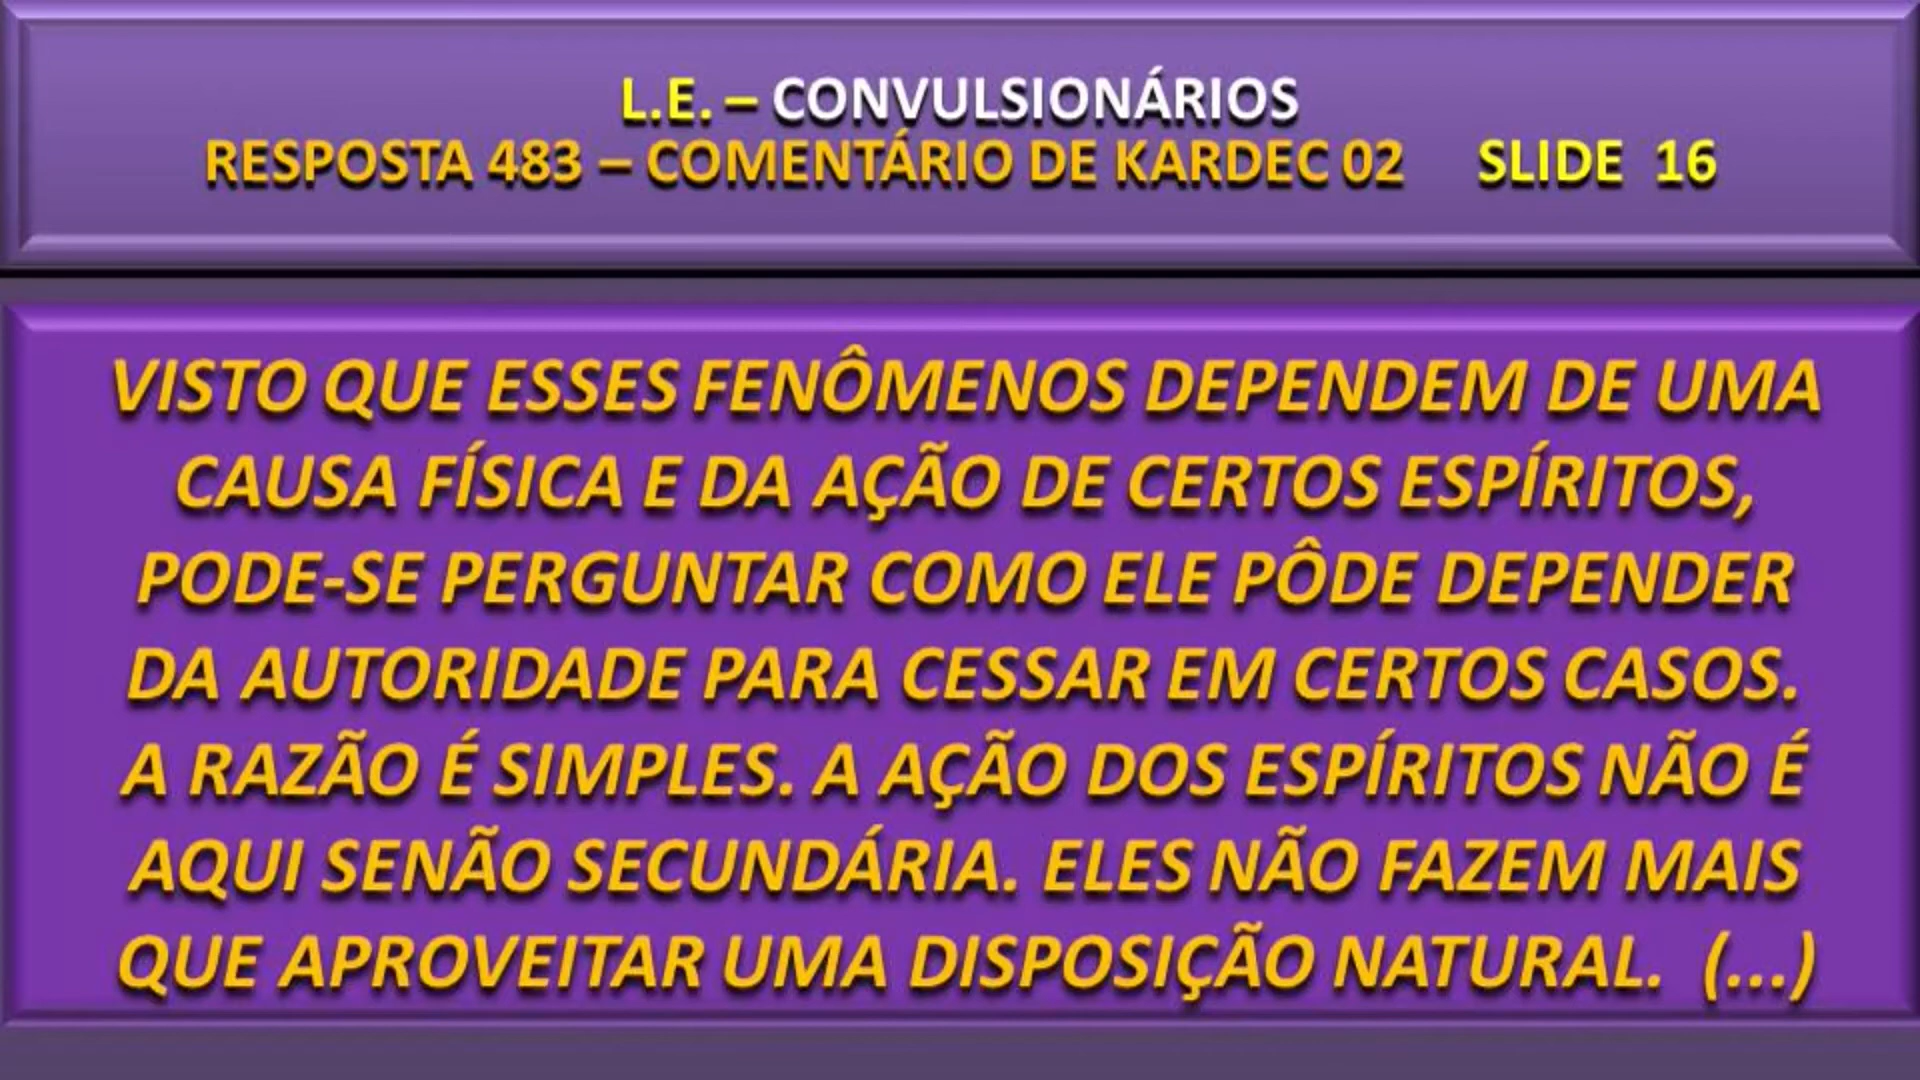 L.E. – CONVULSIONÁRIOS
RESPOSTA 483 – COMENTÁRIO DE KARDEC 02 SLIDE 16
VISTO QUE ESSES FENÔMENOS DEPENDEM DE UMA
CAUSA FÍSICA E DA AÇÃO DE CERTOS ESPÍRITOS,
PODE-SE PERGUNTAR COMO ELE PÔDE DEPENDER
DA AUTORIDADE PARA CESSAR EM CERTOS CASOS.
A RAZÃO É SIMPLES. A AÇÃO DOS ESPÍRITOS NÃO É
AQUI SENÃO SECUNDÁRIA. ELES NÃO FAZEM MAIS
QUE APROVEITAR UMA DISPOSIÇÃO NATURAL. (...)